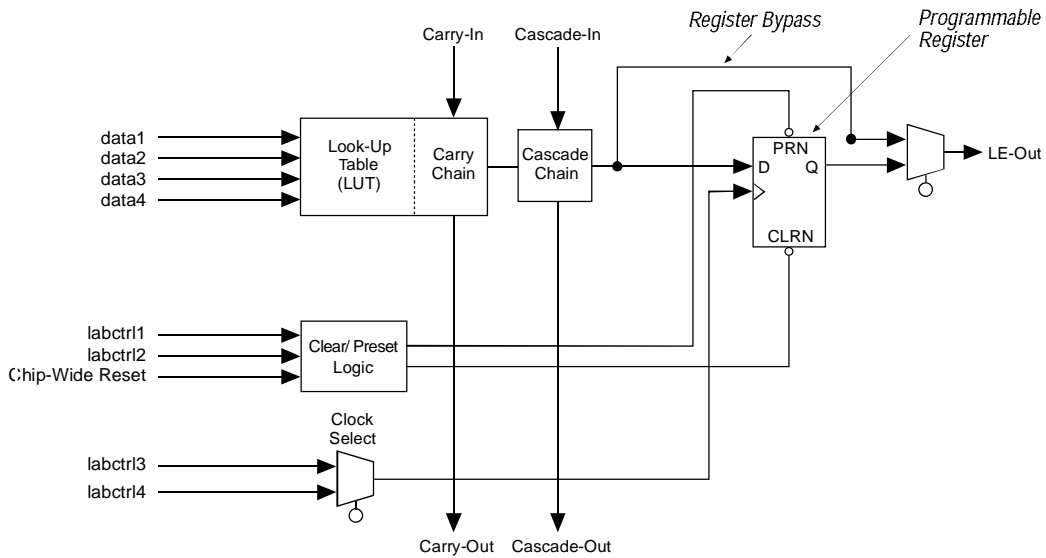 Register Bypass
Programmable
Register
Carry-In
Cascade-In
data1
data2
data3
data4
Look-Up
Table
(LUT)
Carry
Chain
Cascade
Chain
PRN
D
Q
CLRN
LE-Out
labctrl1
labctrl2
Chip-Wide Reset
Clear/ Preset
Logic
Clock
Select
labctrl3
labctrl4
Carry-Out
Cascade-Out